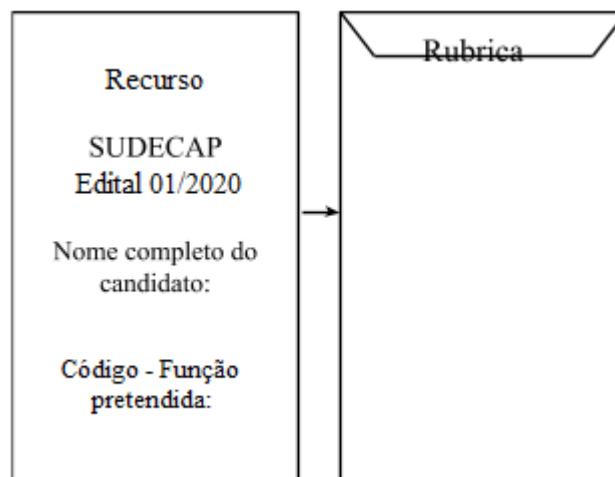 Recurso
SUDECAP
Edital 01/2020
Nome completo do
candidato:
Código - Função
pretendida:
Rubrica